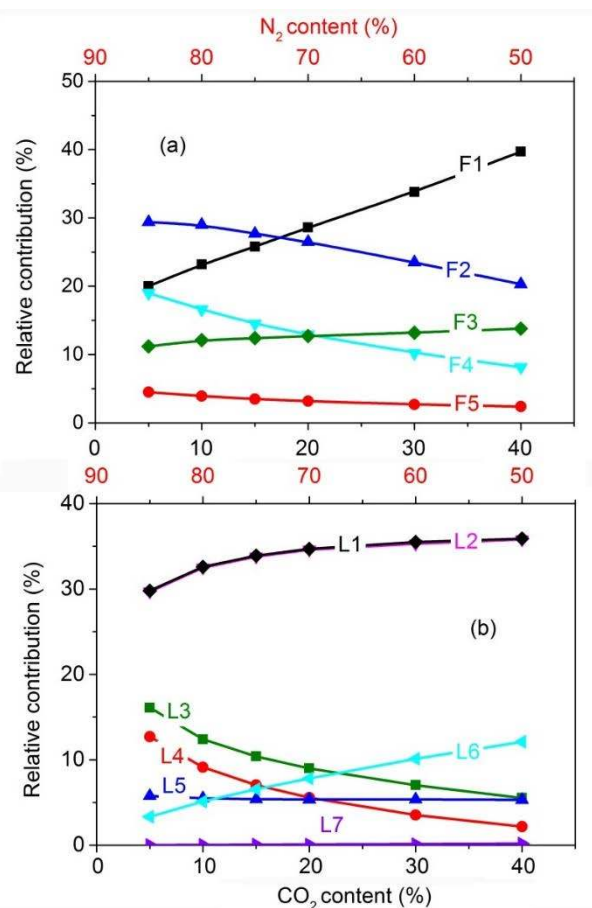 N₂ content (%)
90 80 70 60 50
50
40
30
20
10
0
Relative contribution (%)
(a)
F1
F2
F3
F4
F5
0 10 20 30 40
90 80 70 60 50
40
30
20
10
0
Relative contribution (%)
L1 L2
(b)
L3
L4
L5
L6
L7
0 10 20 30 40
CO₂ content (%)